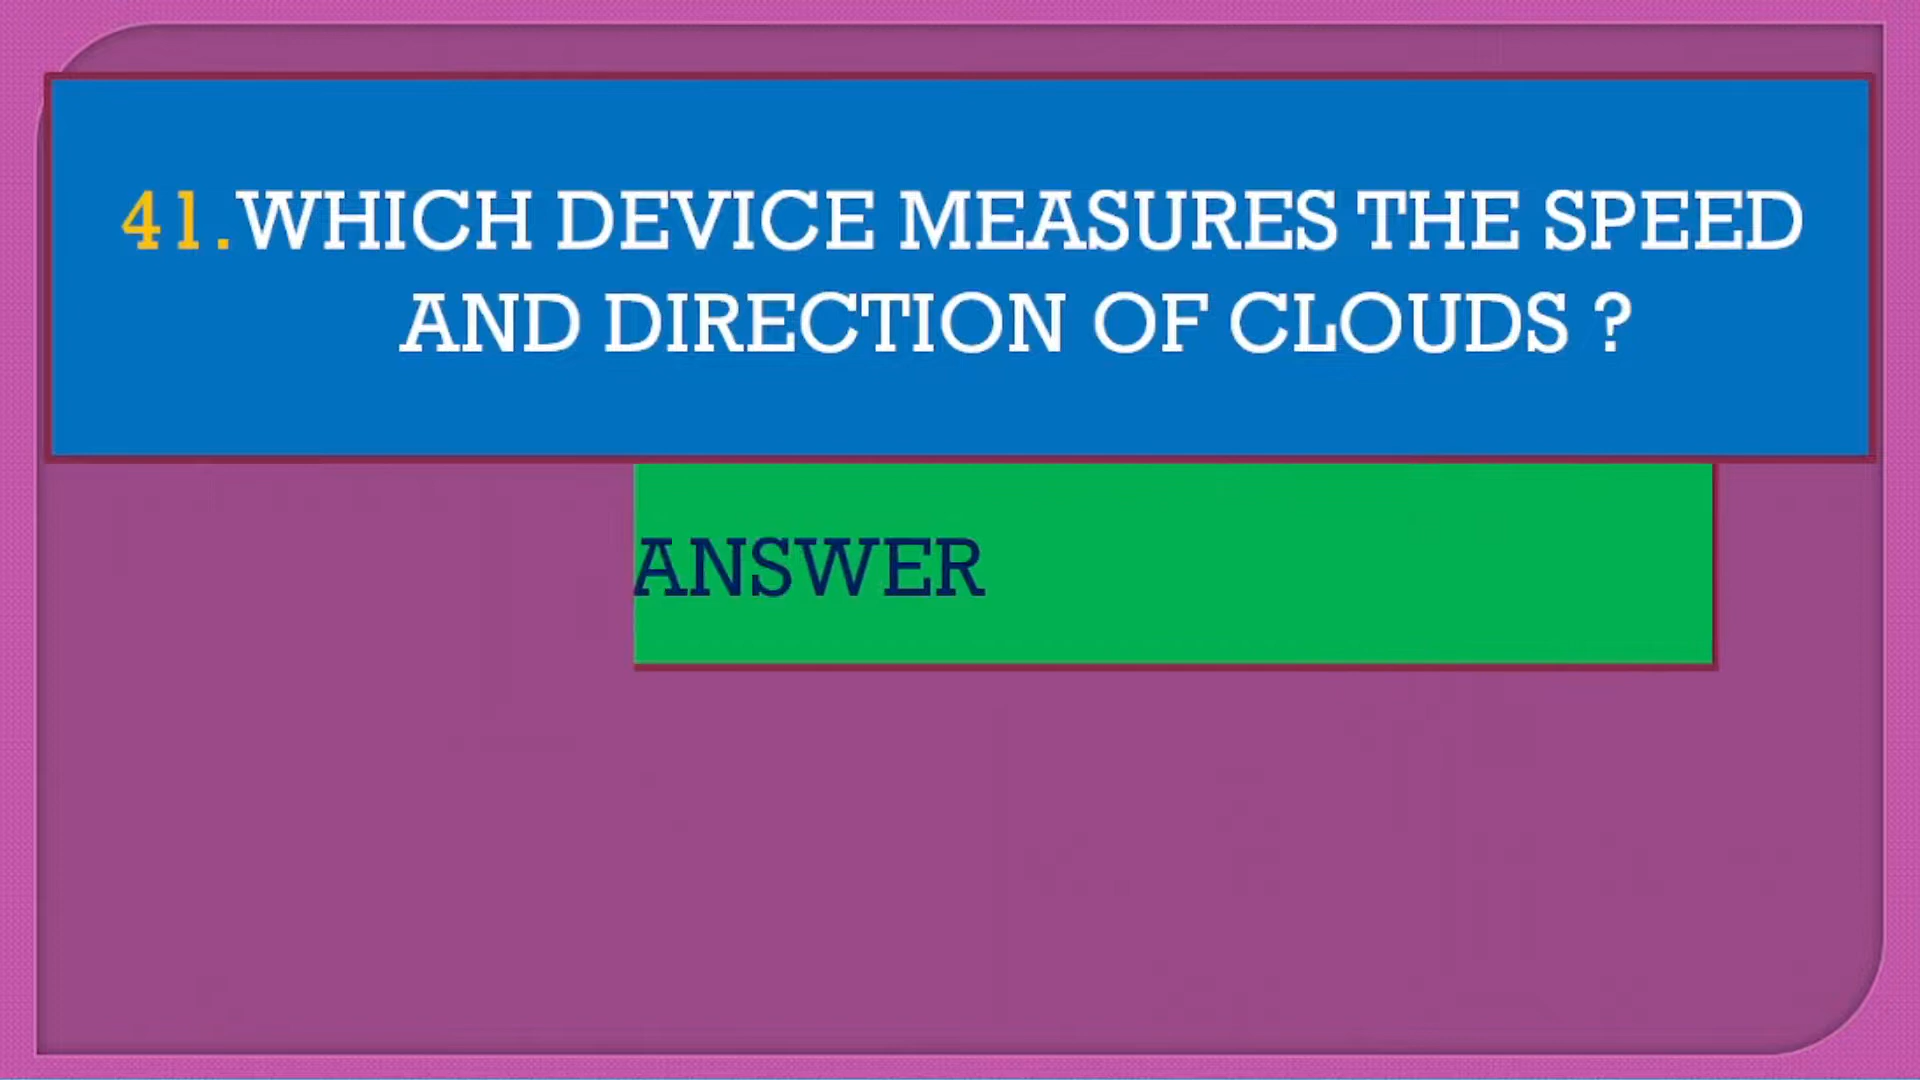 41.WHICH DEVICE MEASURES THE SPEED
AND DIRECTION OF CLOUDS ?
ANSWER